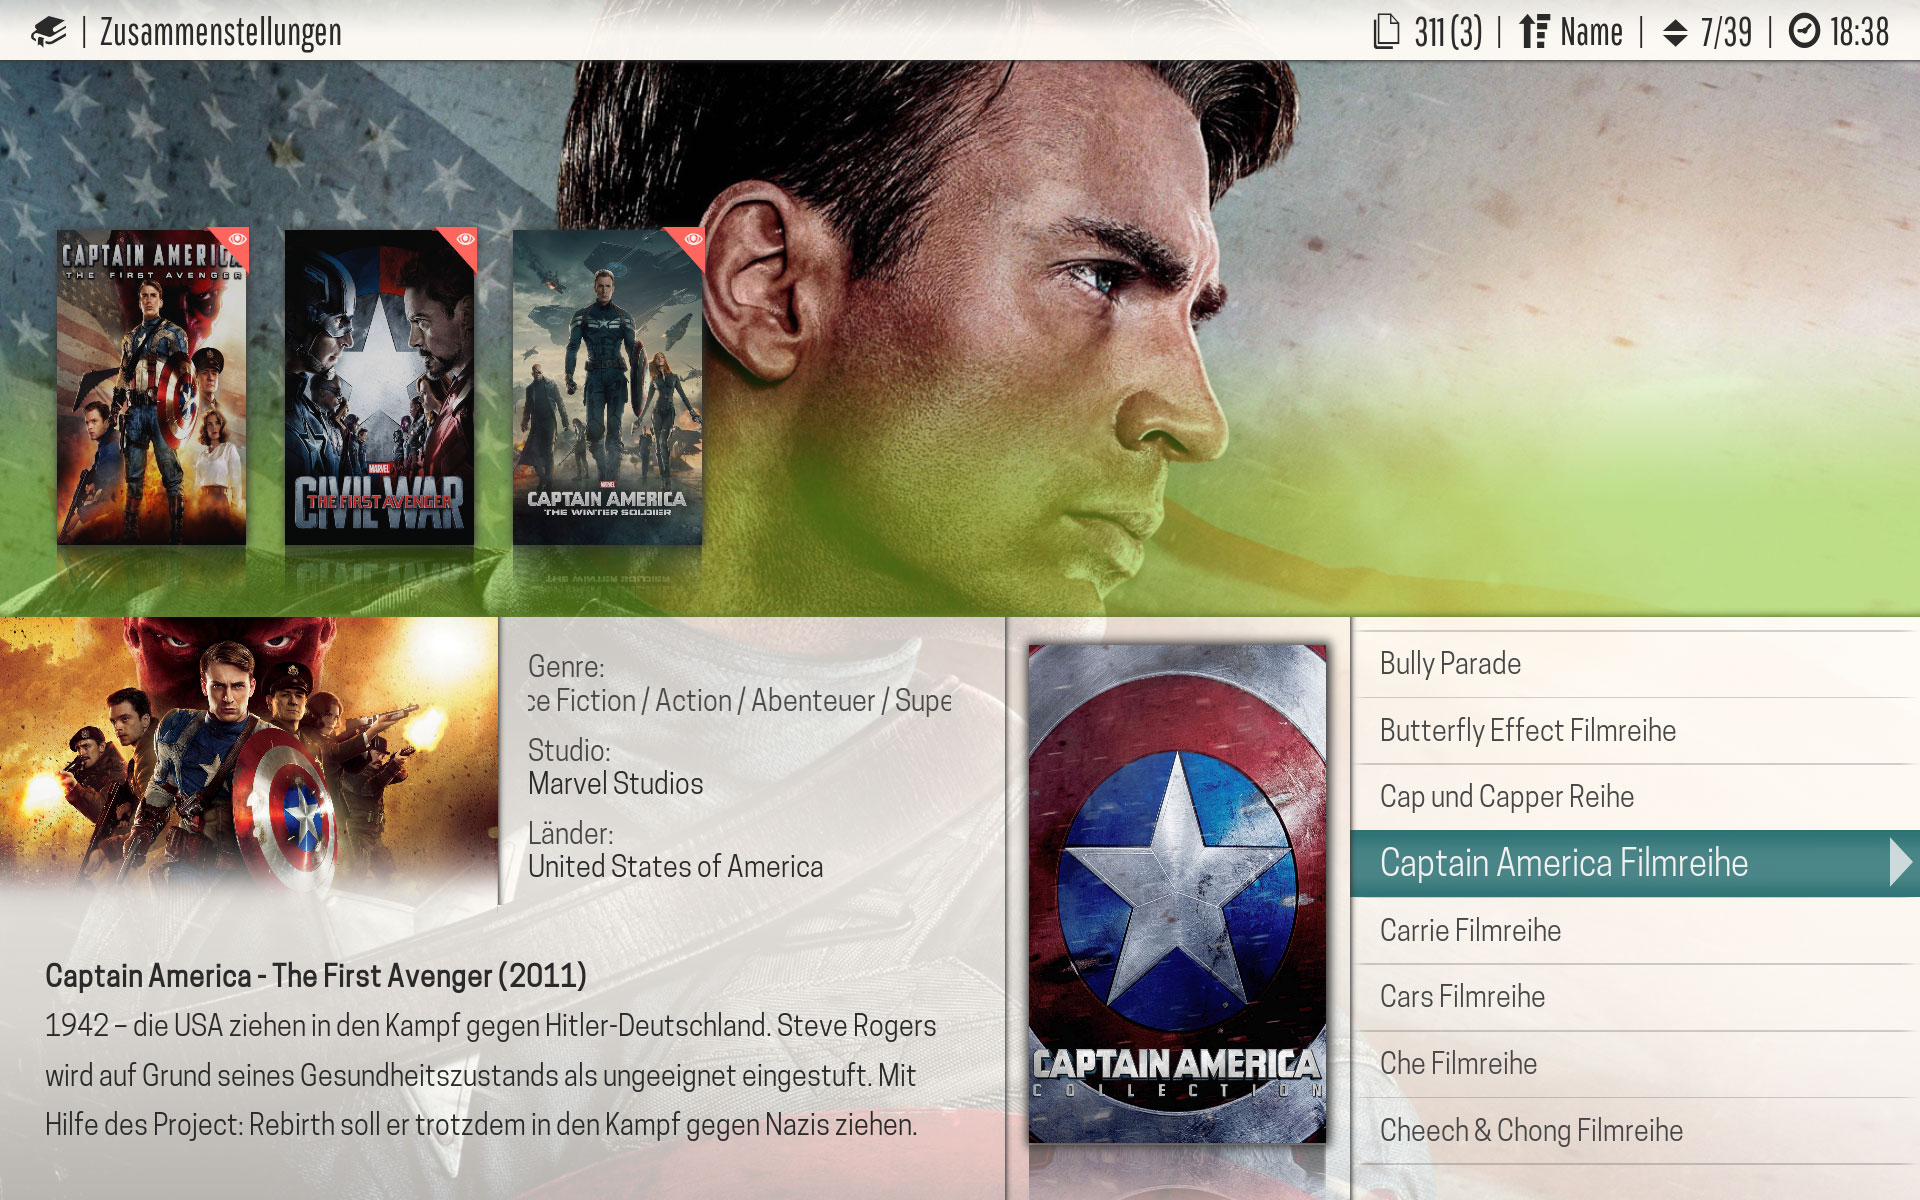 Zusammenstellungen
311 (3) | Name | 7/39 | 18:38
CAPTAIN AMERICA
THE FIRST AVENGER
MARVEL
CIVIL WAR
THE FIRST AVENGER
MARVEL
CAPTAIN AMERICA
THE WINTER SOLDIER
Genre:
ce Fiction / Action / Abenteuer / Supe
Studio:
Marvel Studios
Länder:
United States of America
Captain America - The First Avenger (2011)
1942 – die USA ziehen in den Kampf gegen Hitler-Deutschland. Steve Rogers
wird auf Grund seines Gesundheitszustands als ungeeignet eingestuft. Mit
Hilfe des Project: Rebirth soll er trotzdem in den Kampf gegen Nazis ziehen.
CAPTAIN AMERICA
COLLECTION
Bully Parade
Butterfly Effect Filmreihe
Cap und Capper Reihe
Captain America Filmreihe
Carrie Filmreihe
Cars Filmreihe
Che Filmreihe
Cheech & Chong Filmreihe